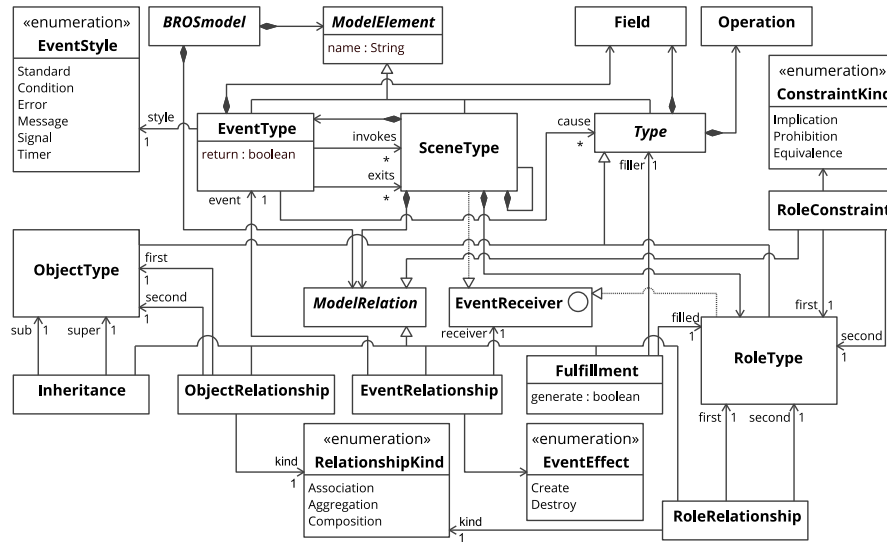 «enumeration»
EventStyle
Standard
Condition
Error
Message
Signal
Timer
BROSmodel
ModelElement
name : String
Field
Operation
«enumeration»
ConstraintKind
Implication
Prohibition
Equivalence
style
1
EventType
return : boolean
invokes
*
exits
*
SceneType
cause
*
Type
filler 1
event 1
RoleConstraint
ObjectType
first
1
second
1
sub 1
super 1
ModelRelation
EventReceiver
receiver 1
filled
1
first
1
second
1
RoleType
Inheritance
ObjectRelationship
EventRelationship
Fulfillment
generate : boolean
first 1
second 1
kind
1
«enumeration»
RelationshipKind
Association
Aggregation
Composition
«enumeration»
EventEffect
Create
Destroy
kind
1
RoleRelationship